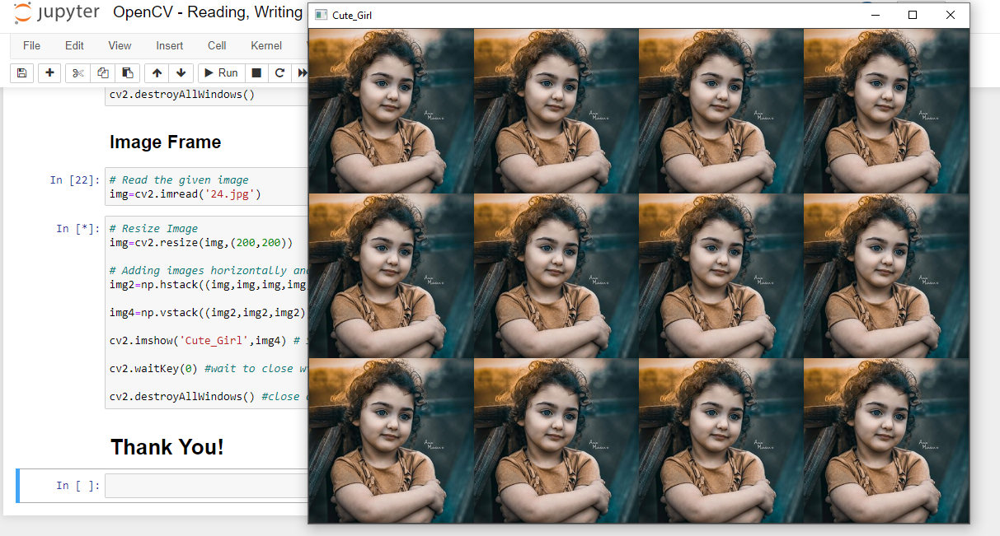 jupyter OpenCV - Reading, Writing
File Edit View Insert Cell Kernel
Run
cv2.destroyAllWindows()
Image Frame
In [22]: # Read the given image
img=cv2.imread('24.jpg')
In [*]: # Resize Image
img=cv2.resize(img,(200,200))
# Adding images horizontally and
img2=np.hstack((img,img,img,img
img4=np.vstack((img2,img2,img2)
cv2.imshow('Cute_Girl',img4) #
cv2.waitKey(0) #wait to close w
cv2.destroyAllWindows() #close
Thank You!
In [ ]:
Cute_Girl